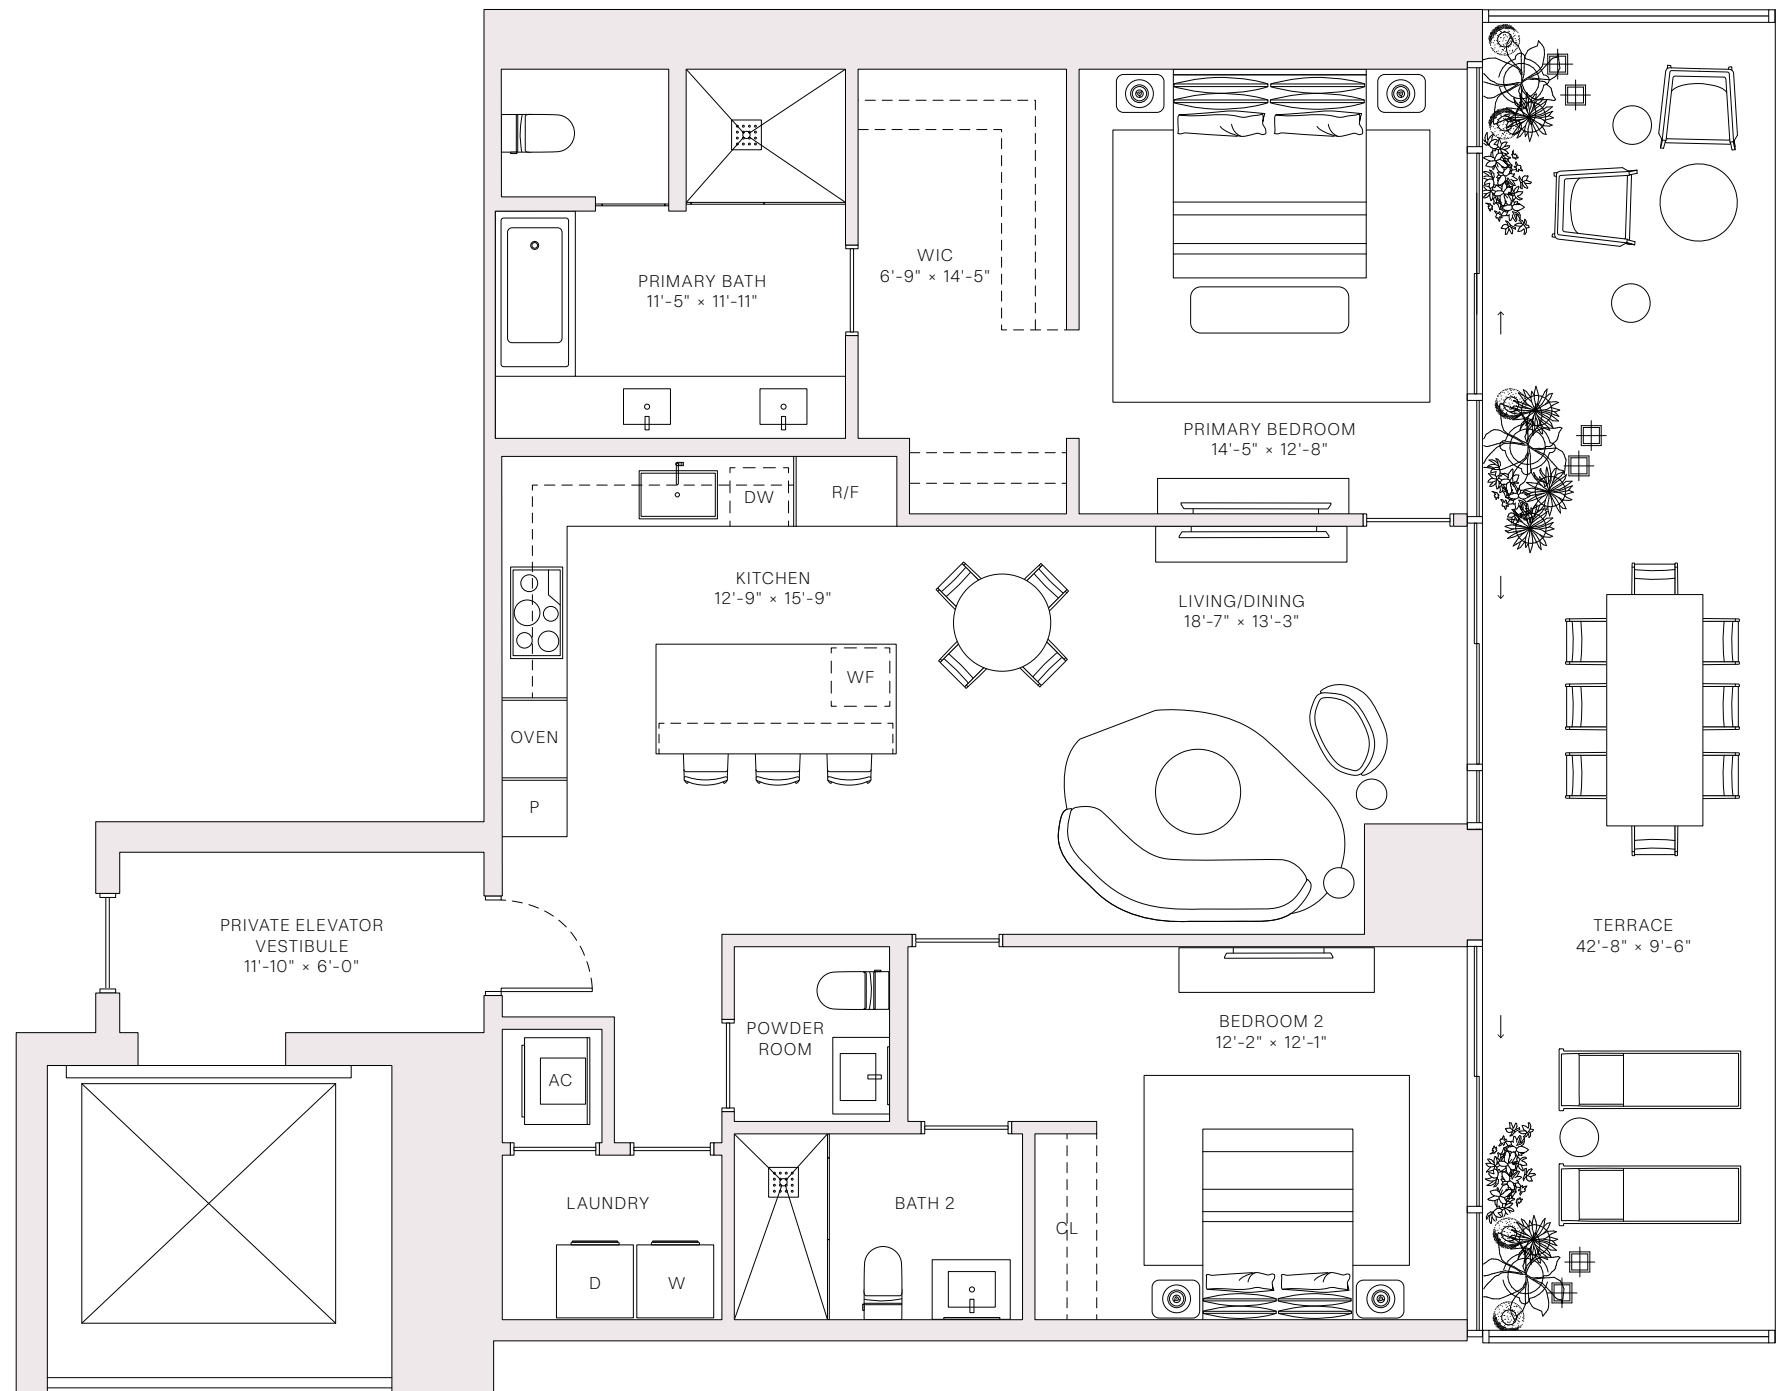 WIC
6'-9" × 14'-5"
PRIMARY BATH
11'-5" × 11'-11"
PRIMARY BEDROOM
14'-5" × 12'-8"
DW
R/F
KITCHEN
12'-9" × 15'-9"
LIVING/DINING
18'-7" × 13'-3"
WF
OVEN
P
PRIVATE ELEVATOR
VESTIBULE
11'-10" × 6'-0"
TERRACE
42'-8" × 9'-6"
POWDER
ROOM
BEDROOM 2
12'-2" × 12'-1"
AC
LAUNDRY
BATH 2
CL
D
W